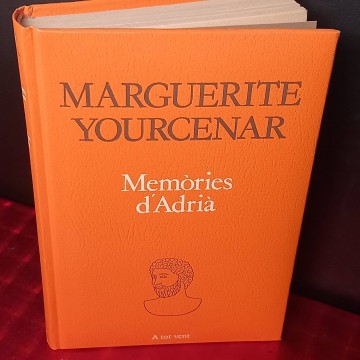 MARGUERITE
YOURCENAR
Memòries
d'Adrià
A tot vent